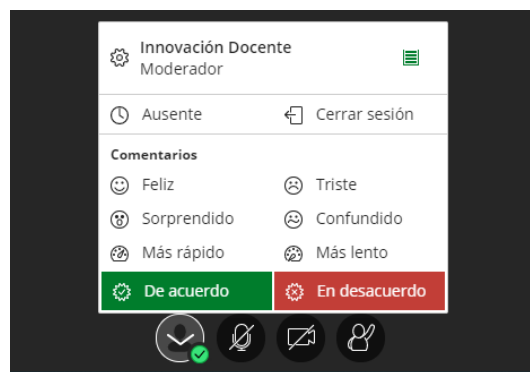 Innovación Docente
Moderador
Ausente
Cerrar sesión
Comentarios
Feliz
Triste
Sorprendido
Confundido
Más rápido
Más lento
De acuerdo
En desacuerdo